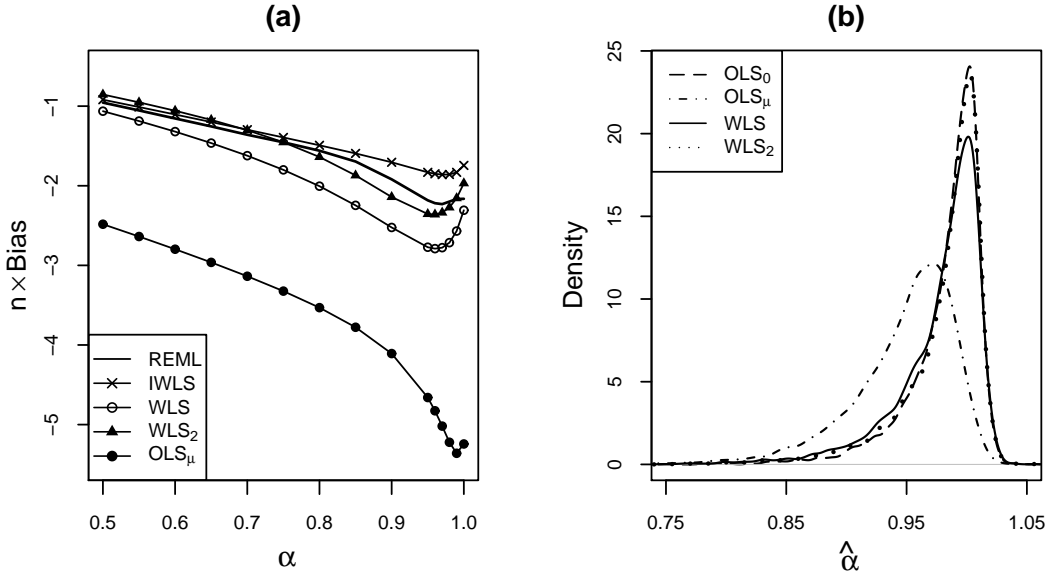 (a)
n × Bias
-1
-2
-3
-4
-5
REML
IWLS
WLS
WLS₂
OLSμ
0.5 0.6 0.7 0.8 0.9 1.0
α
(b)
Density
25
20
15
10
5
0
OLS₀
OLSμ
WLS
WLS₂
0.75 0.85 0.95 1.05
α̂